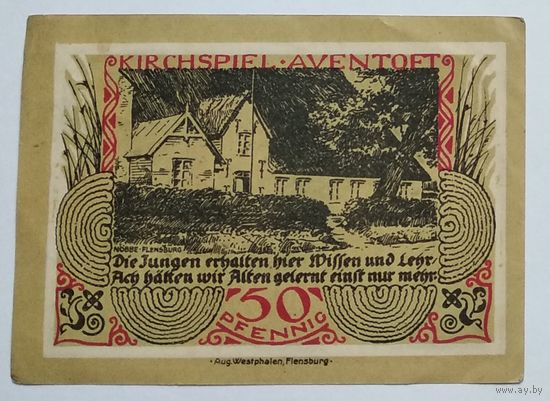 KIRCHSPIEL · AVENTOFT
NÖBBE-FLENSBURG
Die Jungen erhalten hier Wissen und Lehr.
Ach hätten wir Alten gelernt einst nur mehr.
50
PFENNIG
· Aug. Westphalen, Flensburg ·
www.ay.by